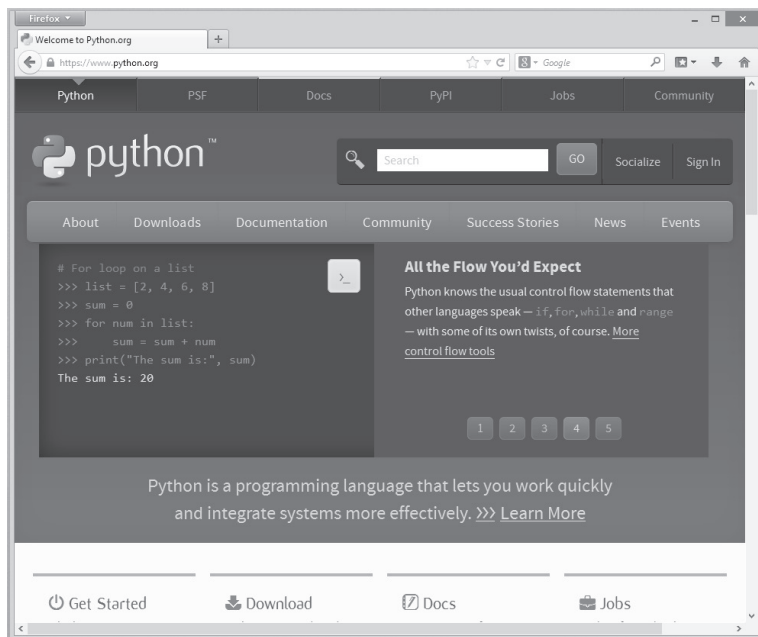 Firefox
Welcome to Python.org
https://www.python.org
Google
Python PSF Docs PyPI Jobs Community
python™
Search GO Socialize Sign In
About Downloads Documentation Community Success Stories News Events
# For loop on a list
>>> list = [2, 4, 6, 8]
>>> sum = 0
>>> for num in list:
>>>     sum = sum + num
>>> print("The sum is:", sum)
The sum is: 20
>_
All the Flow You’d Expect
Python knows the usual control flow statements that
other languages speak — if, for, while and range
— with some of its own twists, of course. More
control flow tools
1 2 3 4 5
Python is a programming language that lets you work quickly
and integrate systems more effectively. >>> Learn More
Get Started Download Docs Jobs